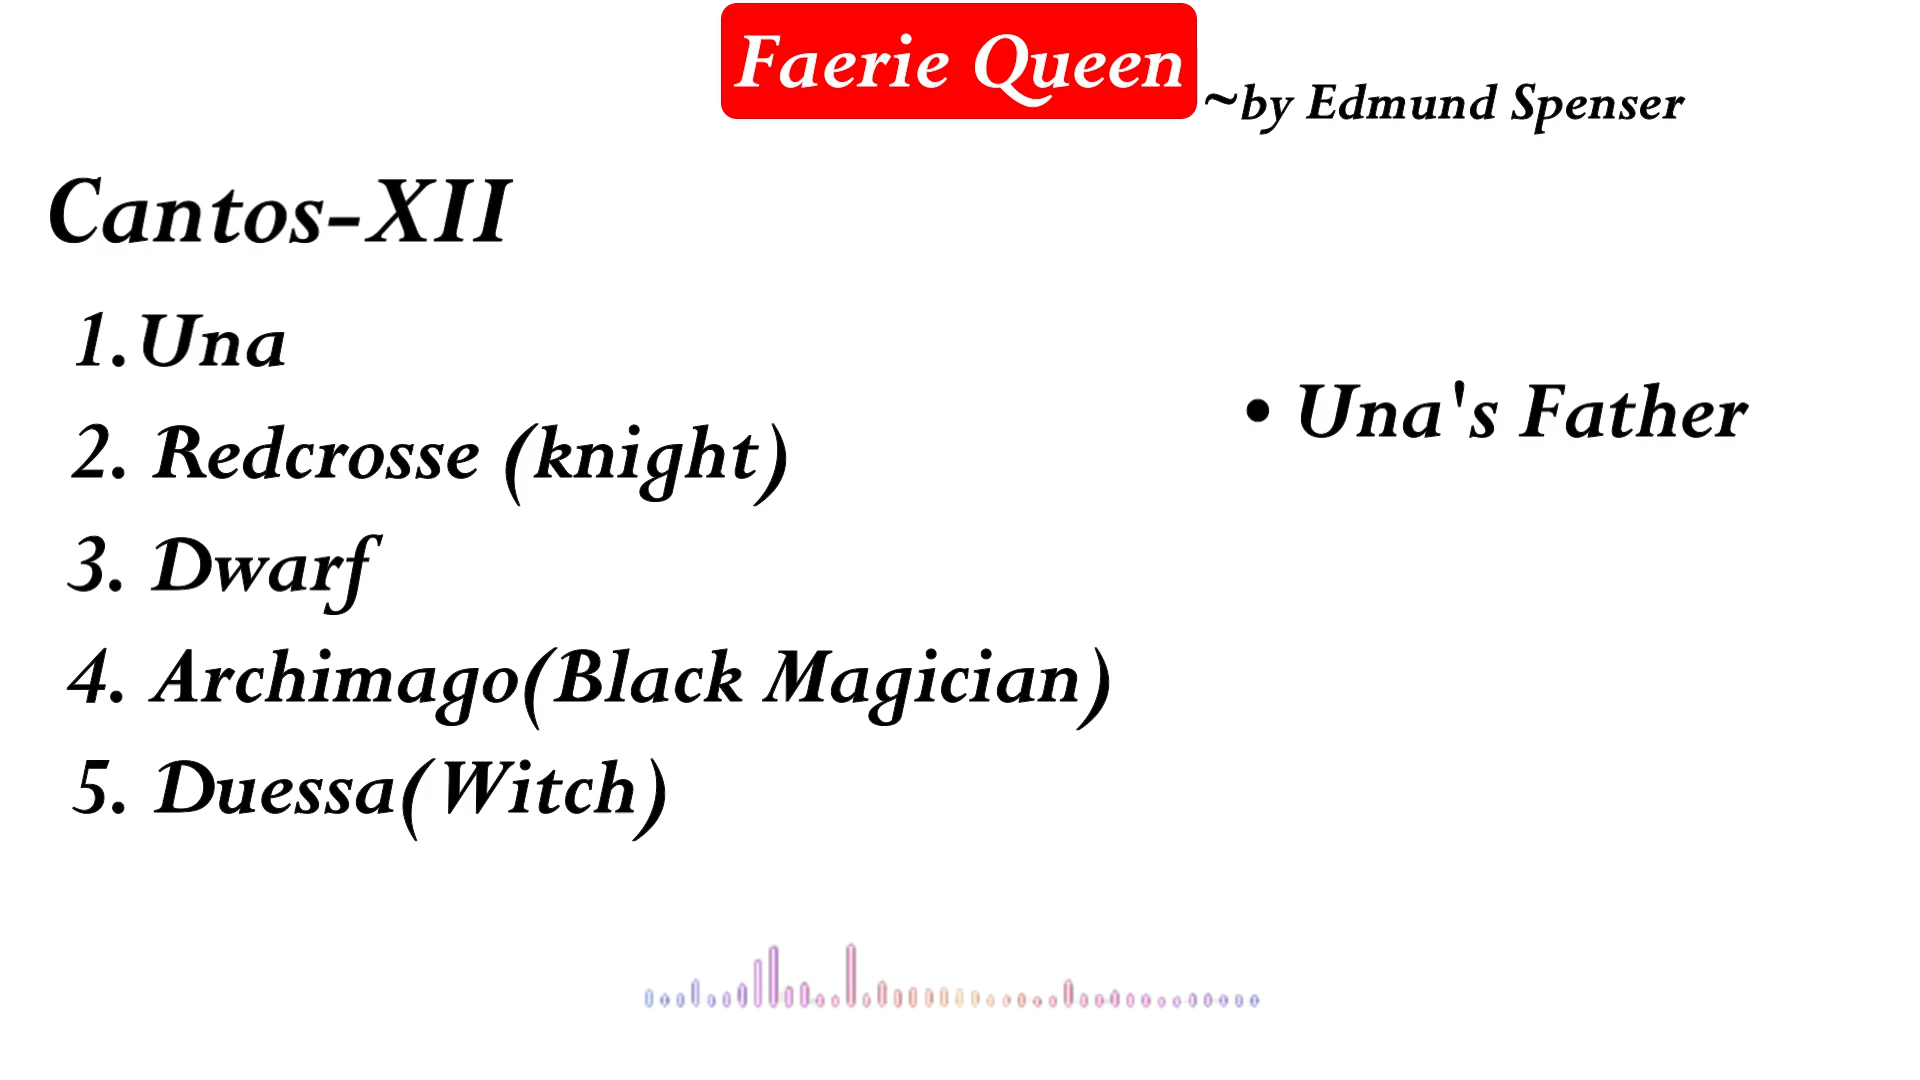 Faerie Queen
~by Edmund Spenser
Cantos-XII
1.Una
2. Redcrosse (knight)
3. Dwarf
4. Archimago(Black Magician)
5. Duessa(Witch)
• Una's Father